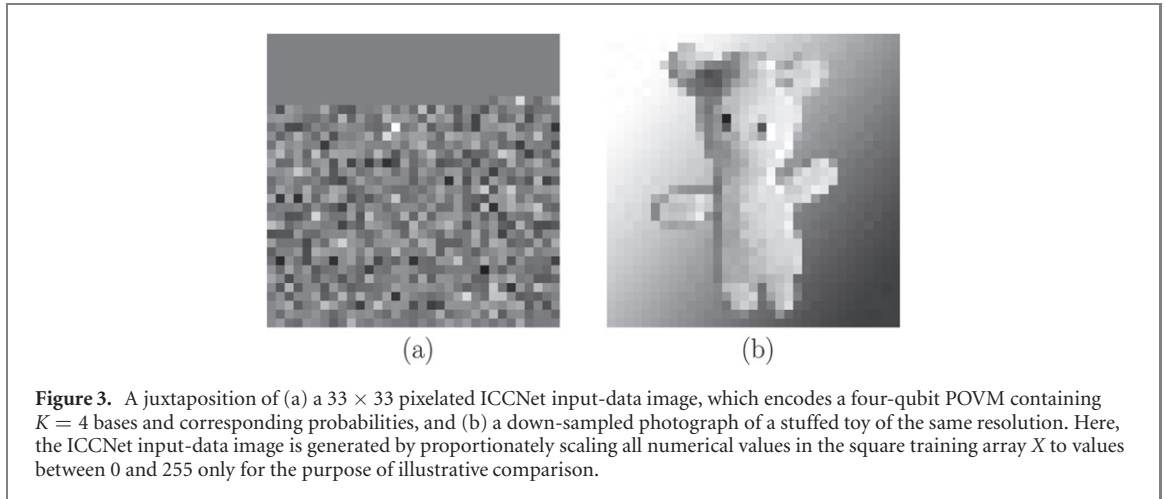 (a)
(b)
Figure 3. A juxtaposition of (a) a 33 × 33 pixelated ICCNet input-data image, which encodes a four-qubit POVM containing
K = 4 bases and corresponding probabilities, and (b) a down-sampled photograph of a stuffed toy of the same resolution. Here,
the ICCNet input-data image is generated by proportionately scaling all numerical values in the square training array X to values
between 0 and 255 only for the purpose of illustrative comparison.